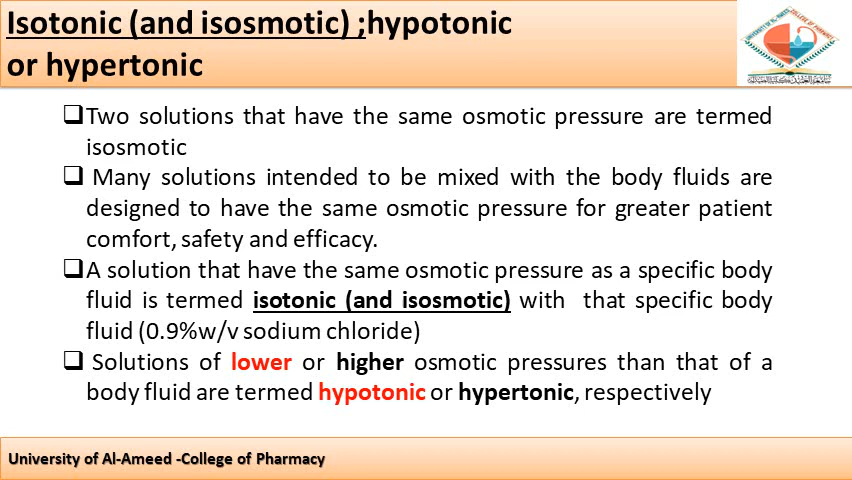 Isotonic (and isosmotic) ;hypotonic
or hypertonic
❑Two solutions that have the same osmotic pressure are termed
isosmotic
❑ Many solutions intended to be mixed with the body fluids are
designed to have the same osmotic pressure for greater patient
comfort, safety and efficacy.
❑A solution that have the same osmotic pressure as a specific body
fluid is termed isotonic (and isosmotic) with that specific body
fluid (0.9%w/v sodium chloride)
❑ Solutions of lower or higher osmotic pressures than that of a
body fluid are termed hypotonic or hypertonic, respectively
University of Al-Ameed -College of Pharmacy